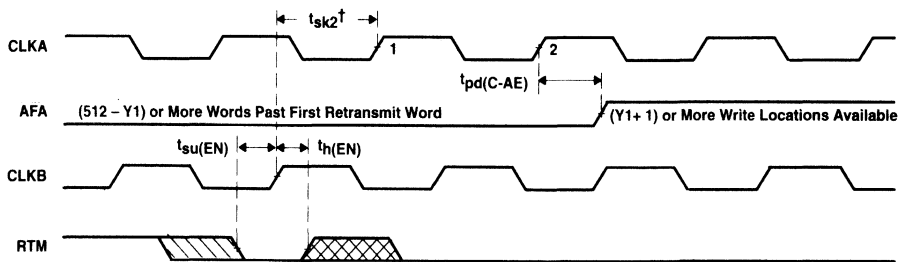 tsk2†
CLKA
1
2
tpd(C-AE)
AFA
(512 – Y1) or More Words Past First Retransmit Word
(Y1+ 1) or More Write Locations Available
tsu(EN)
th(EN)
CLKB
RTM